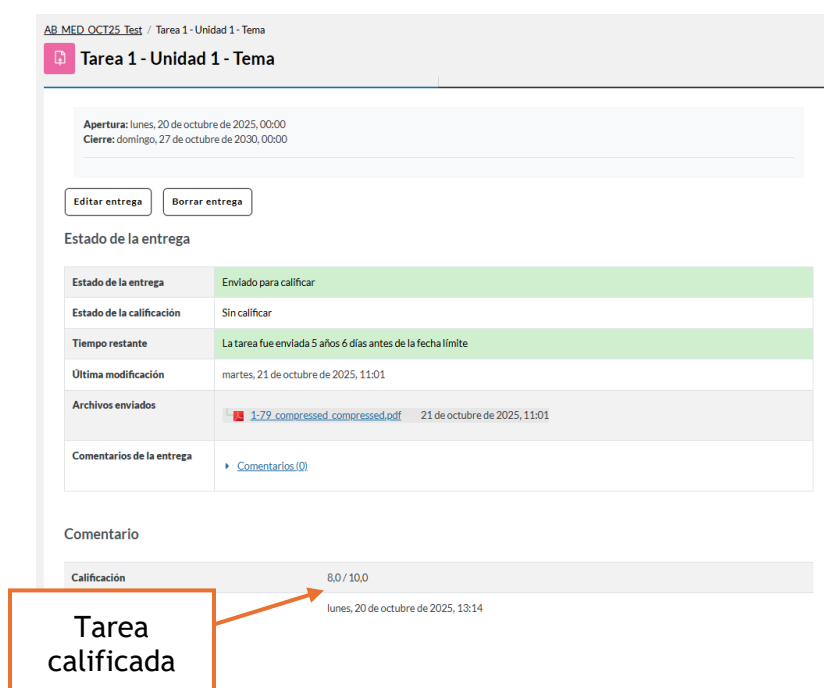 AB MED OCT25 Test / Tarea 1 - Unidad 1 - Tema
Tarea 1 - Unidad 1 - Tema
Apertura: lunes, 20 de octubre de 2025, 00:00
Cierre: domingo, 27 de octubre de 2030, 00:00
Editar entrega Borrar entrega
Estado de la entrega
Estado de la entrega Enviado para calificar
Estado de la calificación Sin calificar
Tiempo restante La tarea fue enviada 5 años 6 días antes de la fecha límite
Última modificación martes, 21 de octubre de 2025, 11:01
Archivos enviados 1-79_compressed_compressed.pdf 21 de octubre de 2025, 11:01
Comentarios de la entrega Comentarios (0)
Comentario
Calificación 8,0 / 10,0
lunes, 20 de octubre de 2025, 13:14
Tarea
calificada